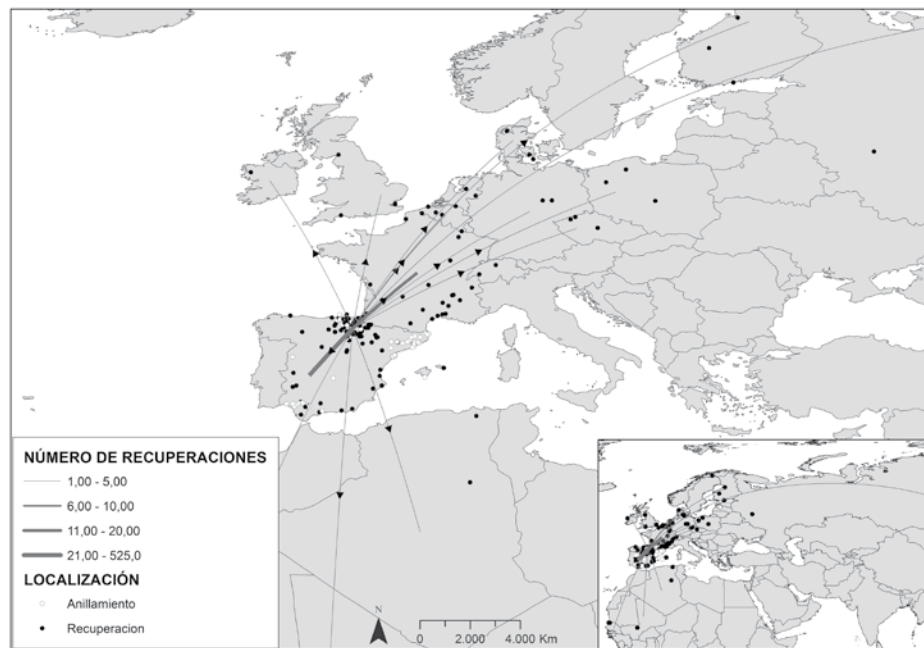 NÚMERO DE RECUPERACIONES
1,00 - 5,00
6,00 - 10,00
11,00 - 20,00
21,00 - 525,0
LOCALIZACIÓN
Anillamiento
Recuperacion
N
0 2.000 4.000 Km